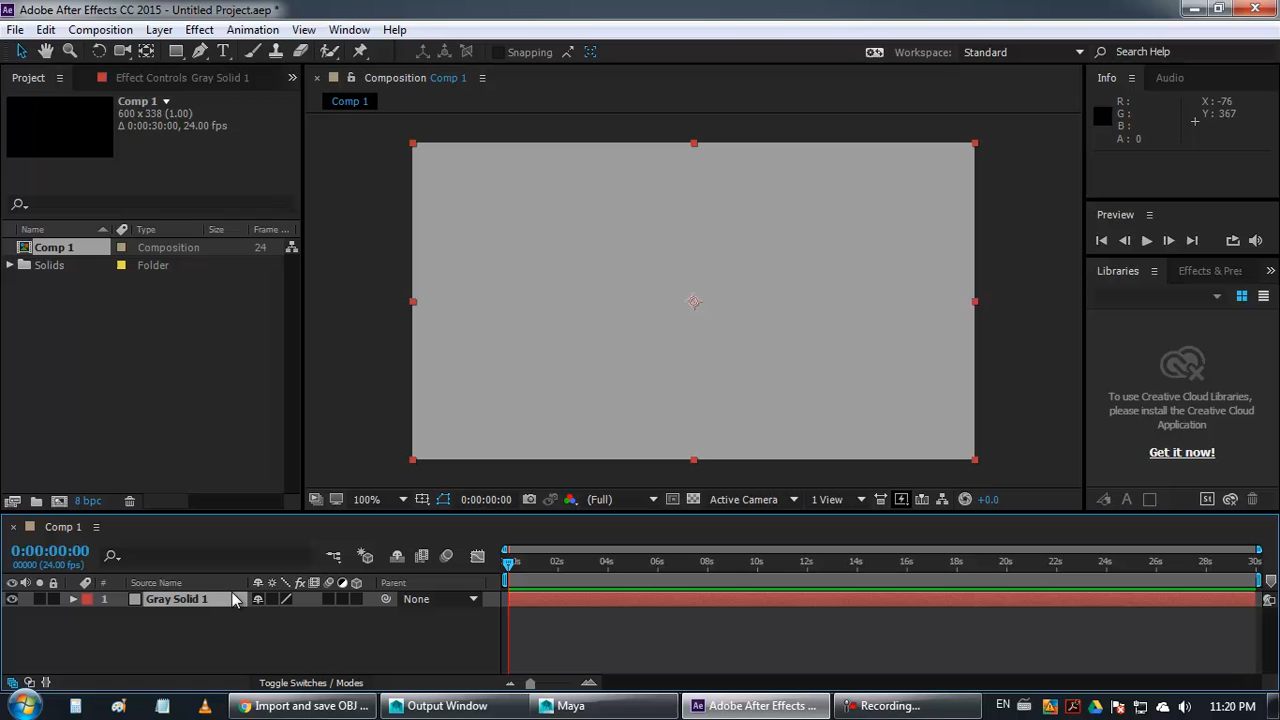 Adobe After Effects CC 2015 - Untitled Project.aep *
File Edit Composition Layer Effect Animation View Window Help
Snapping
Workspace: Standard
Search Help
Project
Effect Controls Gray Solid 1
Composition Comp 1
Info
Audio
Comp 1
600 x 338 (1.00)
Δ 0:00:30:00, 24.00 fps
Comp 1
R :
G :
B :
A : 0
X : -76
Y : 367
Preview
Name Type Size Frame ...
Comp 1 Composition 24
Solids Folder
Libraries
Effects & Pres
To use Creative Cloud Libraries,
please install the Creative Cloud
Application
Get it now!
8 bpc
100%
0:00:00:00
(Full)
Active Camera
1 View
+0.0
Comp 1
0:00:00:00
00000 (24.00 fps)
02s 04s 06s 08s 10s 12s 14s 16s 18s 20s 22s 24s 26s 28s 30s
# Source Name Parent
1 Gray Solid 1 None
Toggle Switches / Modes
Import and save OBJ ...
Output Window
Maya
Adobe After Effects ...
Recording...
EN
11:20 PM